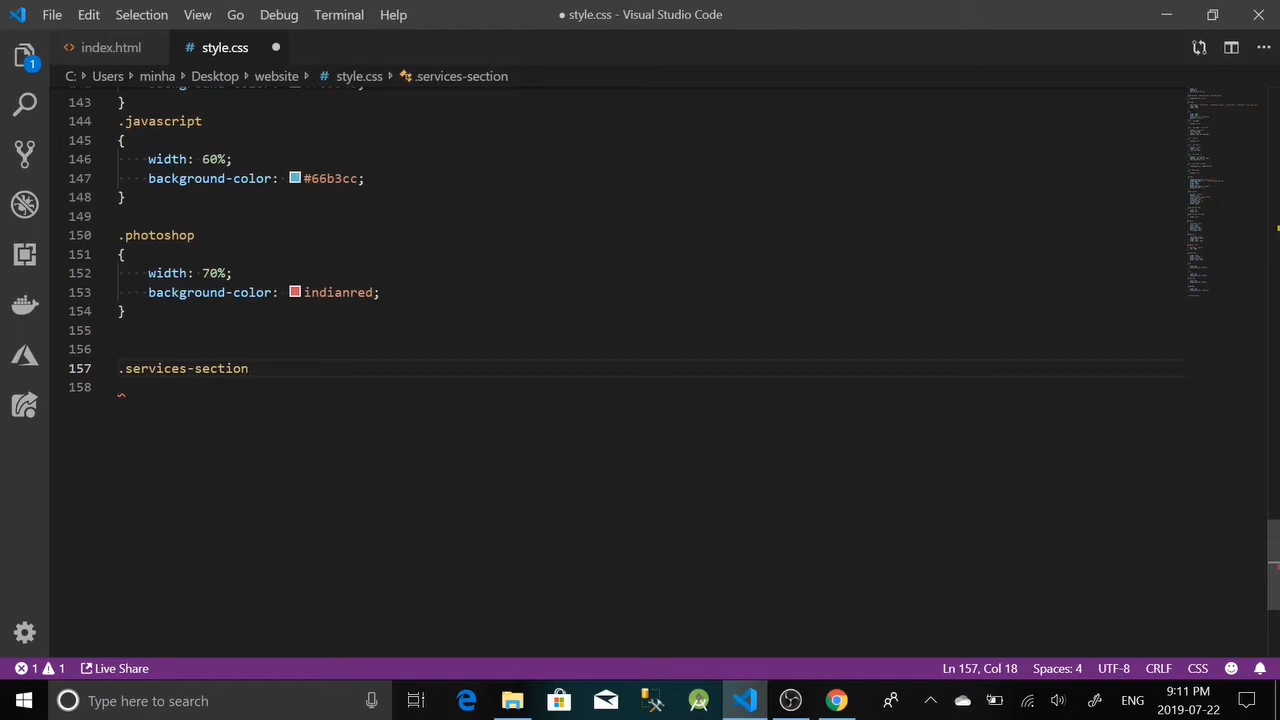 File Edit Selection View Go Debug Terminal Help
● style.css - Visual Studio Code
index.html
style.css
C: Users minha Desktop website style.css .services-section
143 }
144 .javascript
145 {
146 width: 60%;
147 background-color: #66b3cc;
148 }
149
150 .photoshop
151 {
152 width: 70%;
153 background-color: indianred;
154 }
155
156
157 .services-section
158
1
1 1 Live Share
Ln 157, Col 18 Spaces: 4 UTF-8 CRLF CSS
Type here to search
ENG
3:11 PM
2019-07-22